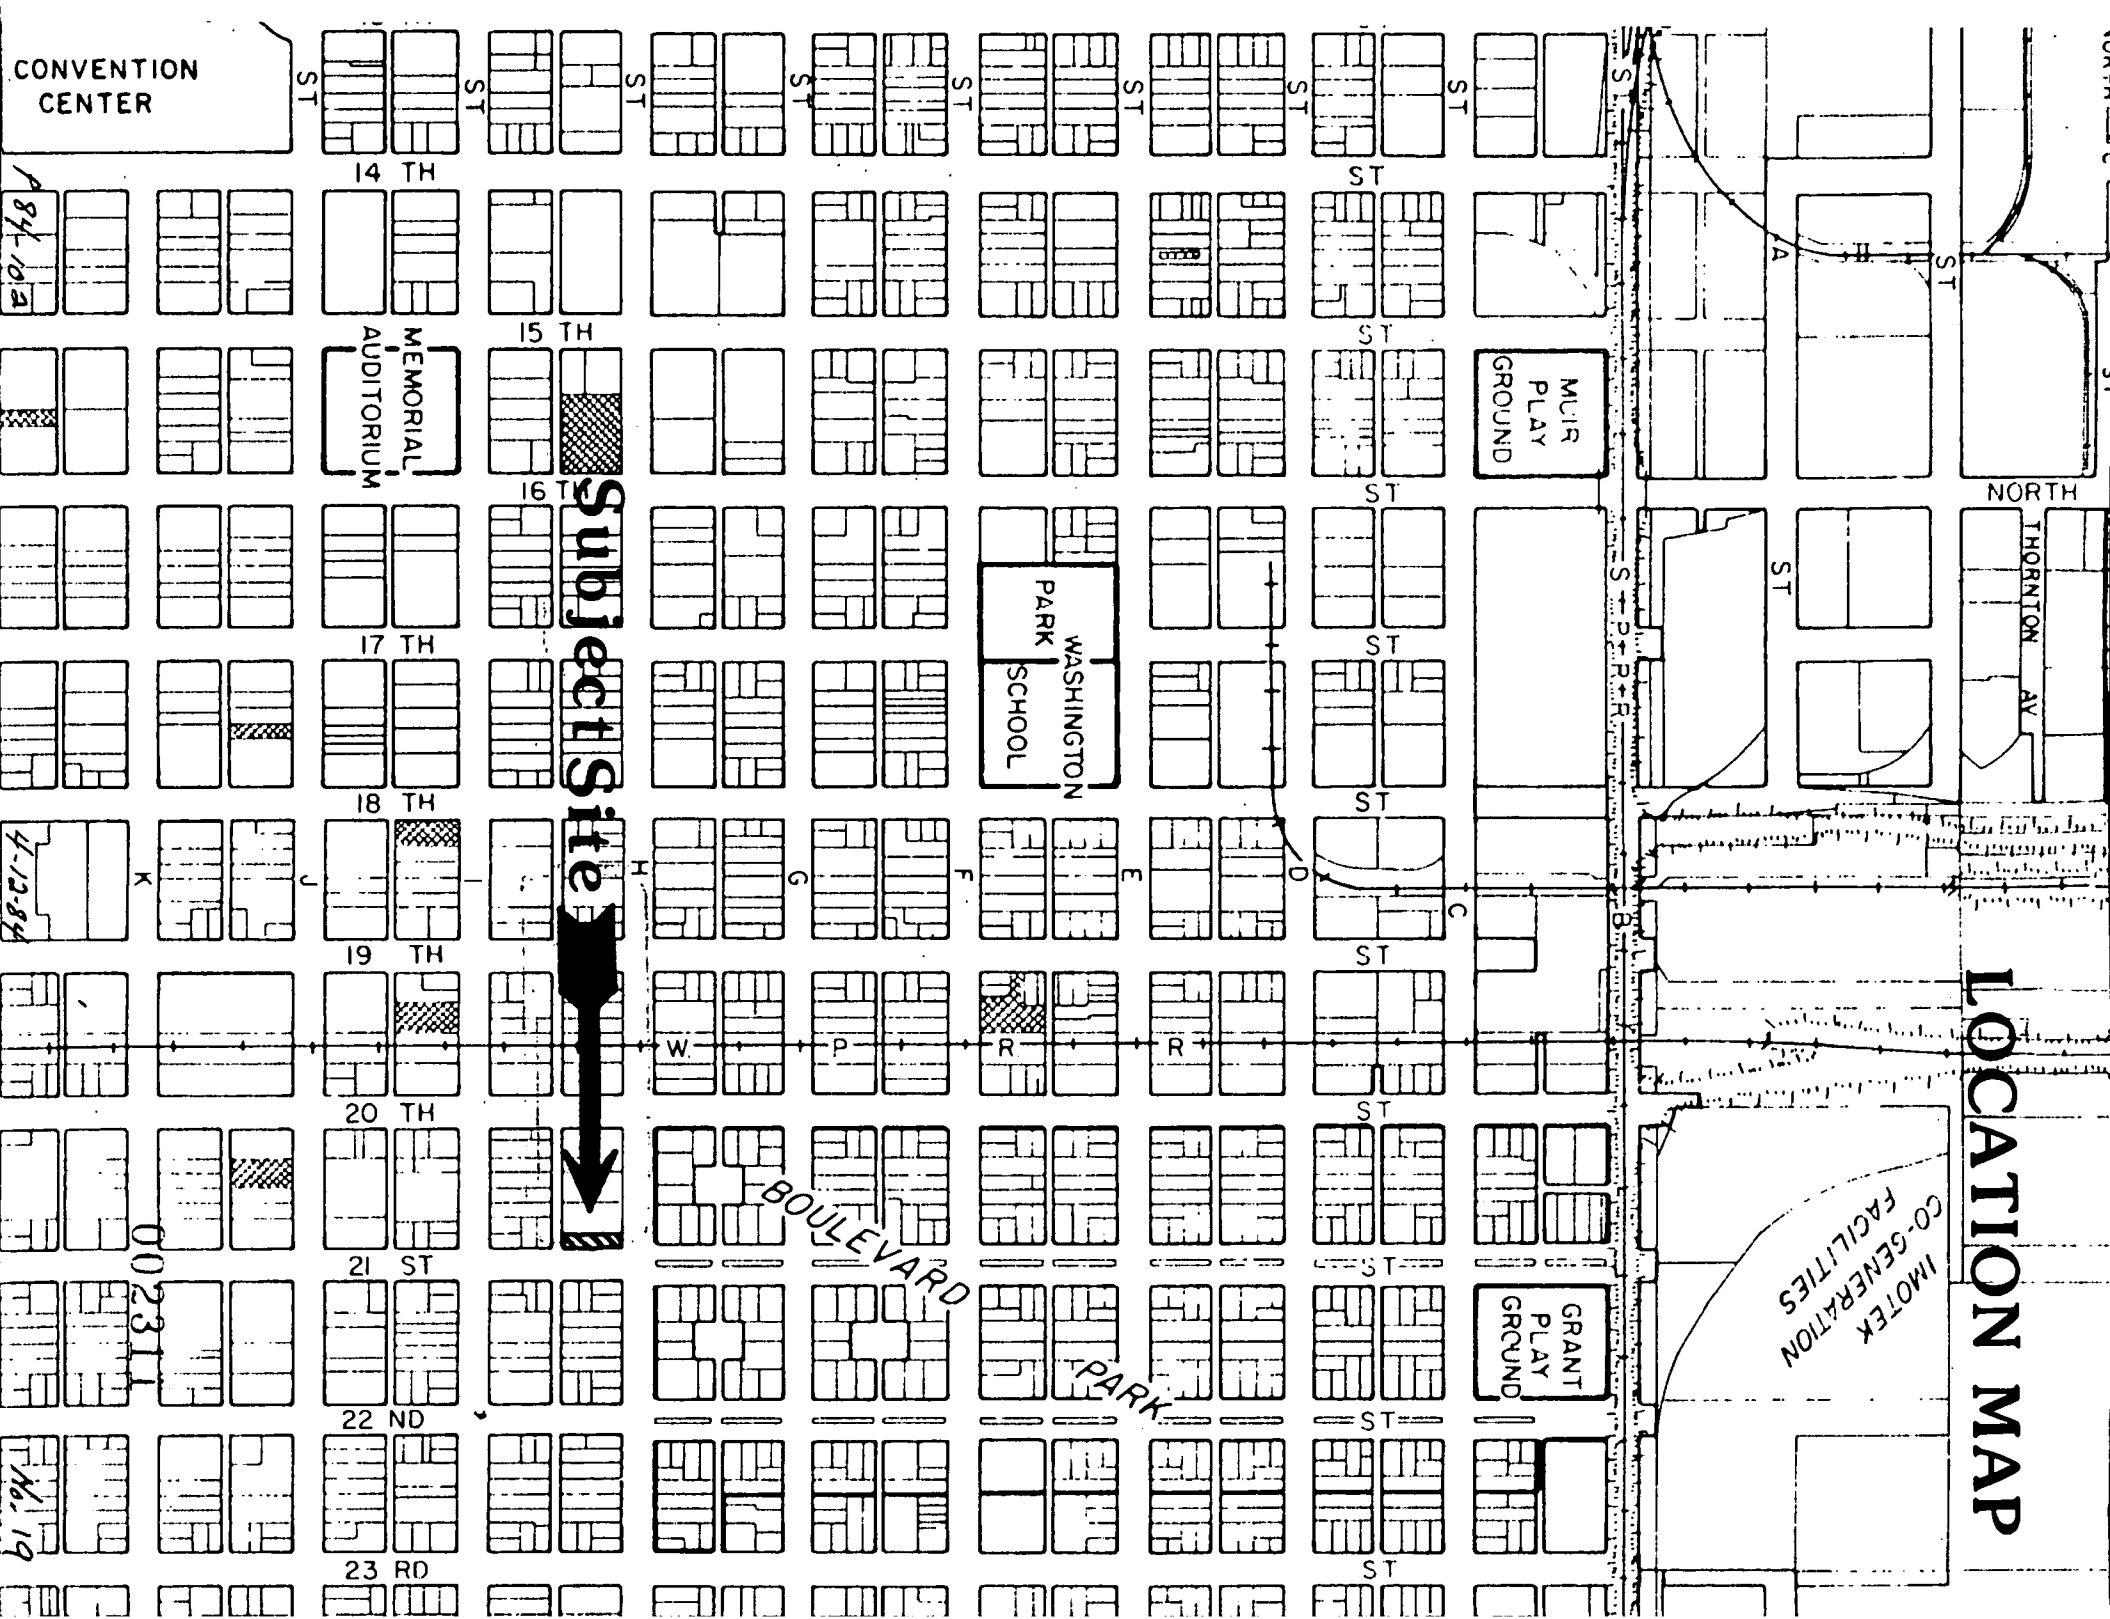 CONVENTION
CENTER
ST
ST
ST
ST
ST
ST
ST
ST
14 TH
ST
P84-102
A
ST
15 TH
ST
MEMORIAL
AUDITORIUM
MUIR
PLAY
GROUND
16 TH
ST
NORTH
THORNTON AV
ST
Subject Site
PARK
WASHINGTON
SCHOOL
S P R R
17 TH
ST
18 TH
ST
4-12-84
K
J
I
H
G
F
E
D
C
B
19 TH
ST
W. P R R
LOCATION MAP
20 TH
ST
BOULEVARD
PARK
IMOTEK
CO-GENERATION
FACILITIES
002311
21 ST
ST
GRANT
PLAY
GROUND
22 ND
ST
No. 19
23 RD
ST